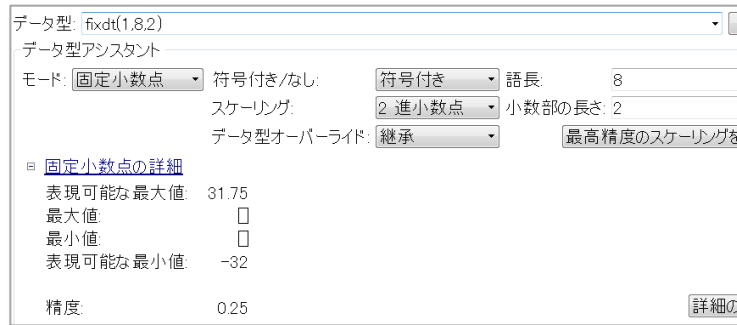 データ型: fixdt(1,8,2)
データ型アシスタント
モード: 固定小数点 符号付き/なし: 符号付き 語長: 8
スケーリング: 2 進小数点 小数部の長さ: 2
データ型オーバーライド: 継承 最高精度のスケーリングを
固定小数点の詳細
表現可能な最大値: 31.75
最大値: []
最小値: []
表現可能な最小値: -32
精度: 0.25
詳細の